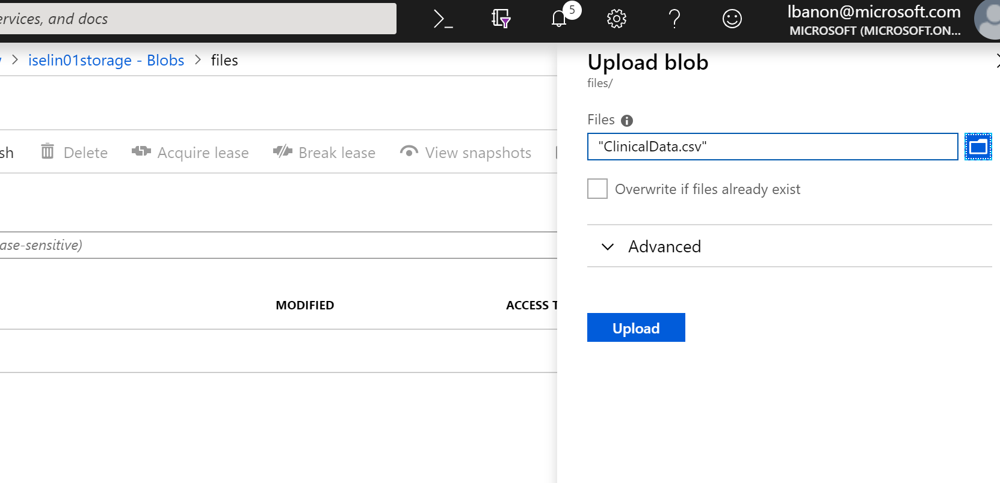 ervices, and docs
5
lbanon@microsoft.com
MICROSOFT (MICROSOFT.ON...
iselin01storage - Blobs > files
Upload blob
files/
Files
"ClinicalData.csv"
sh Delete Acquire lease Break lease View snapshots
Overwrite if files already exist
ase-sensitive)
Advanced
MODIFIED ACCESS T
Upload